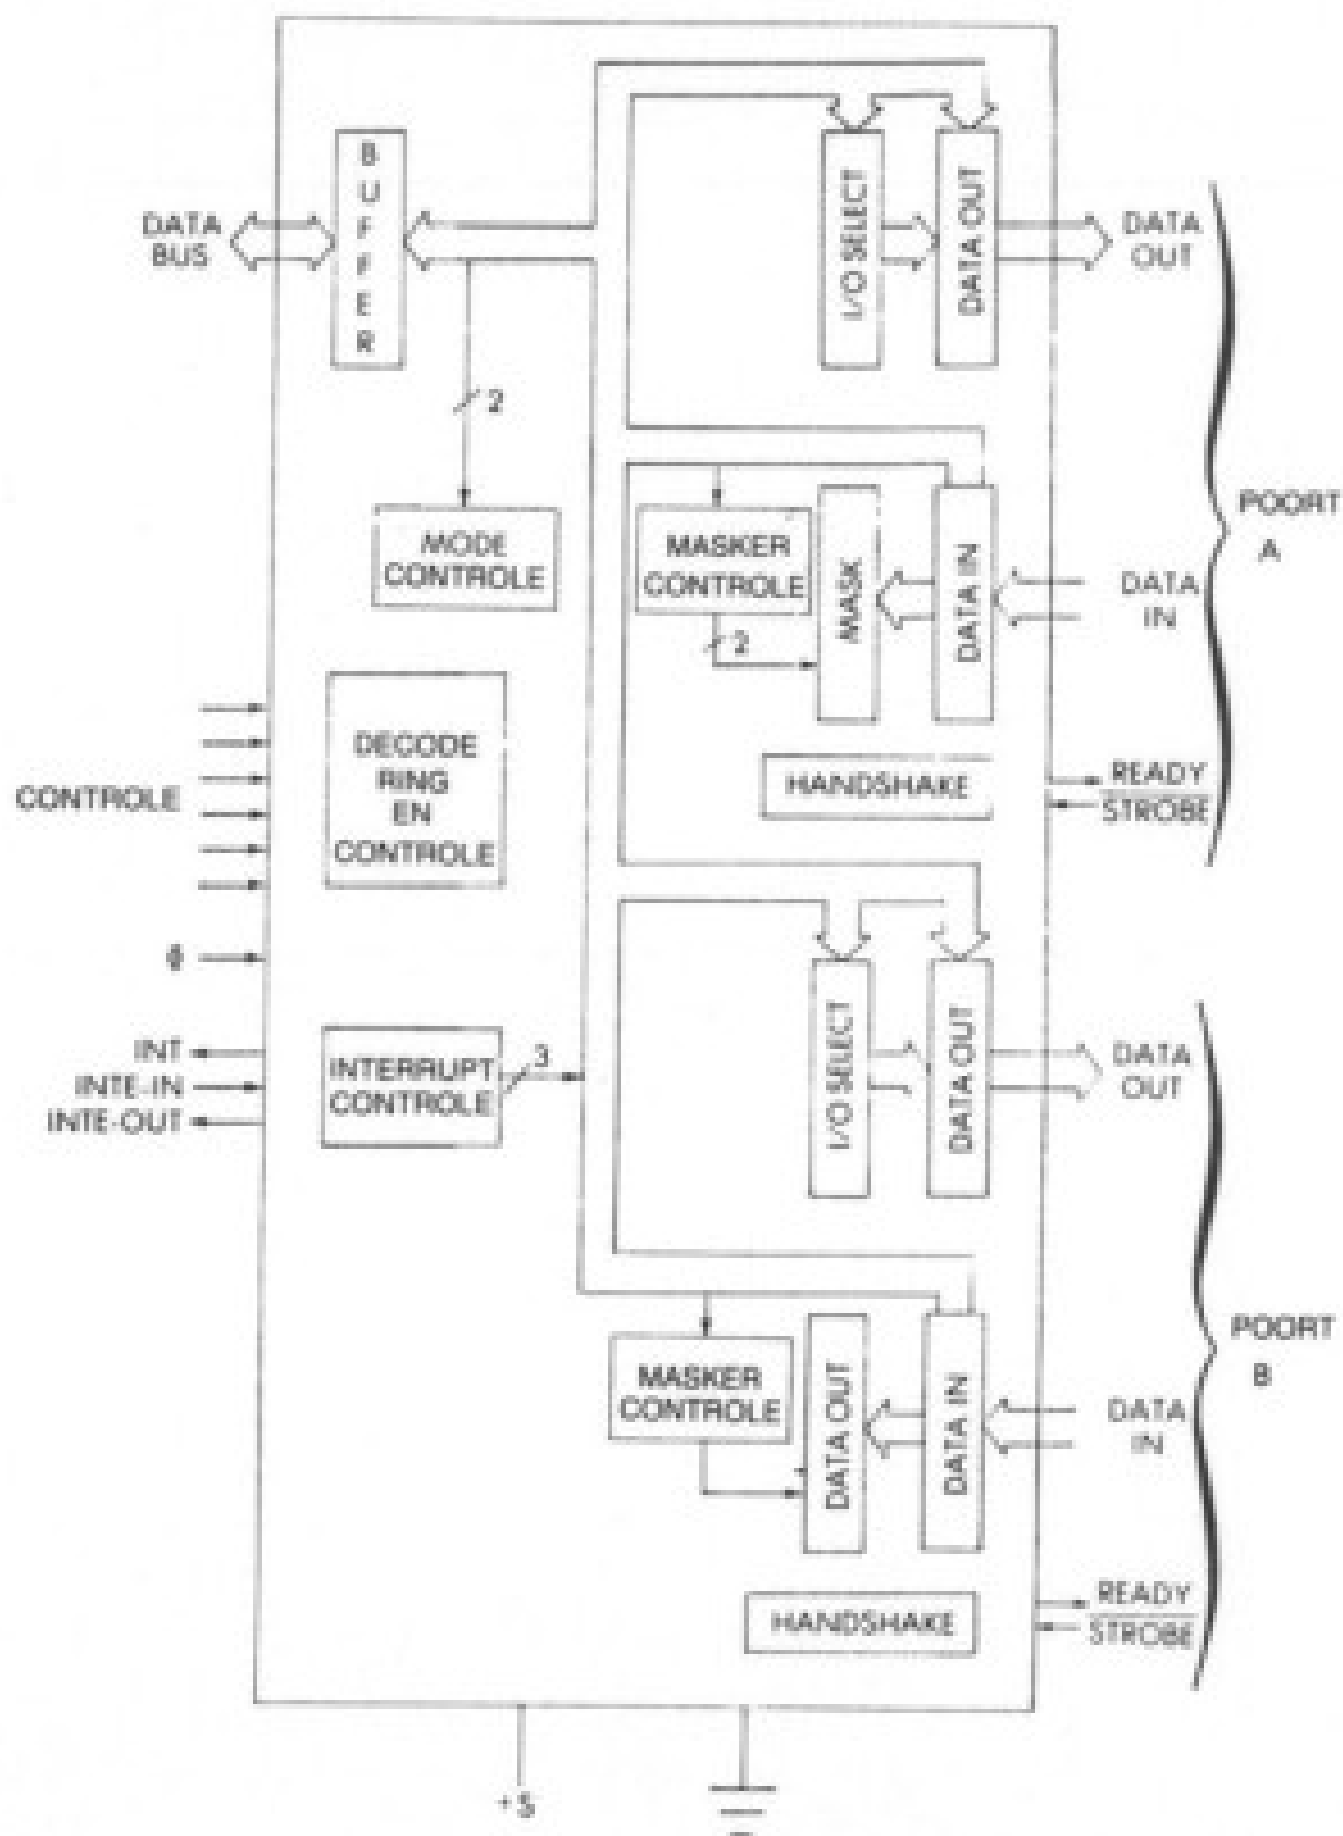 BUFFER
DATA
BUS
I/O SELECT
DATA OUT
DATA
OUT
2
MODE
CONTROLE
MASKER
CONTROLE
2
MASK
DATA IN
DATA
IN
POORT
A
DECODE
RING
EN
CONTROLE
CONTROLE
HANDSHAKE
READY
STROBE
ϕ
INT
INTE-IN
INTE-OUT
INTERRUPT
CONTROLE
3
I/O SELECT
DATA OUT
DATA
OUT
MASKER
CONTROLE
DATA OUT
DATA IN
DATA
IN
POORT
B
HANDSHAKE
READY
STROBE
+5